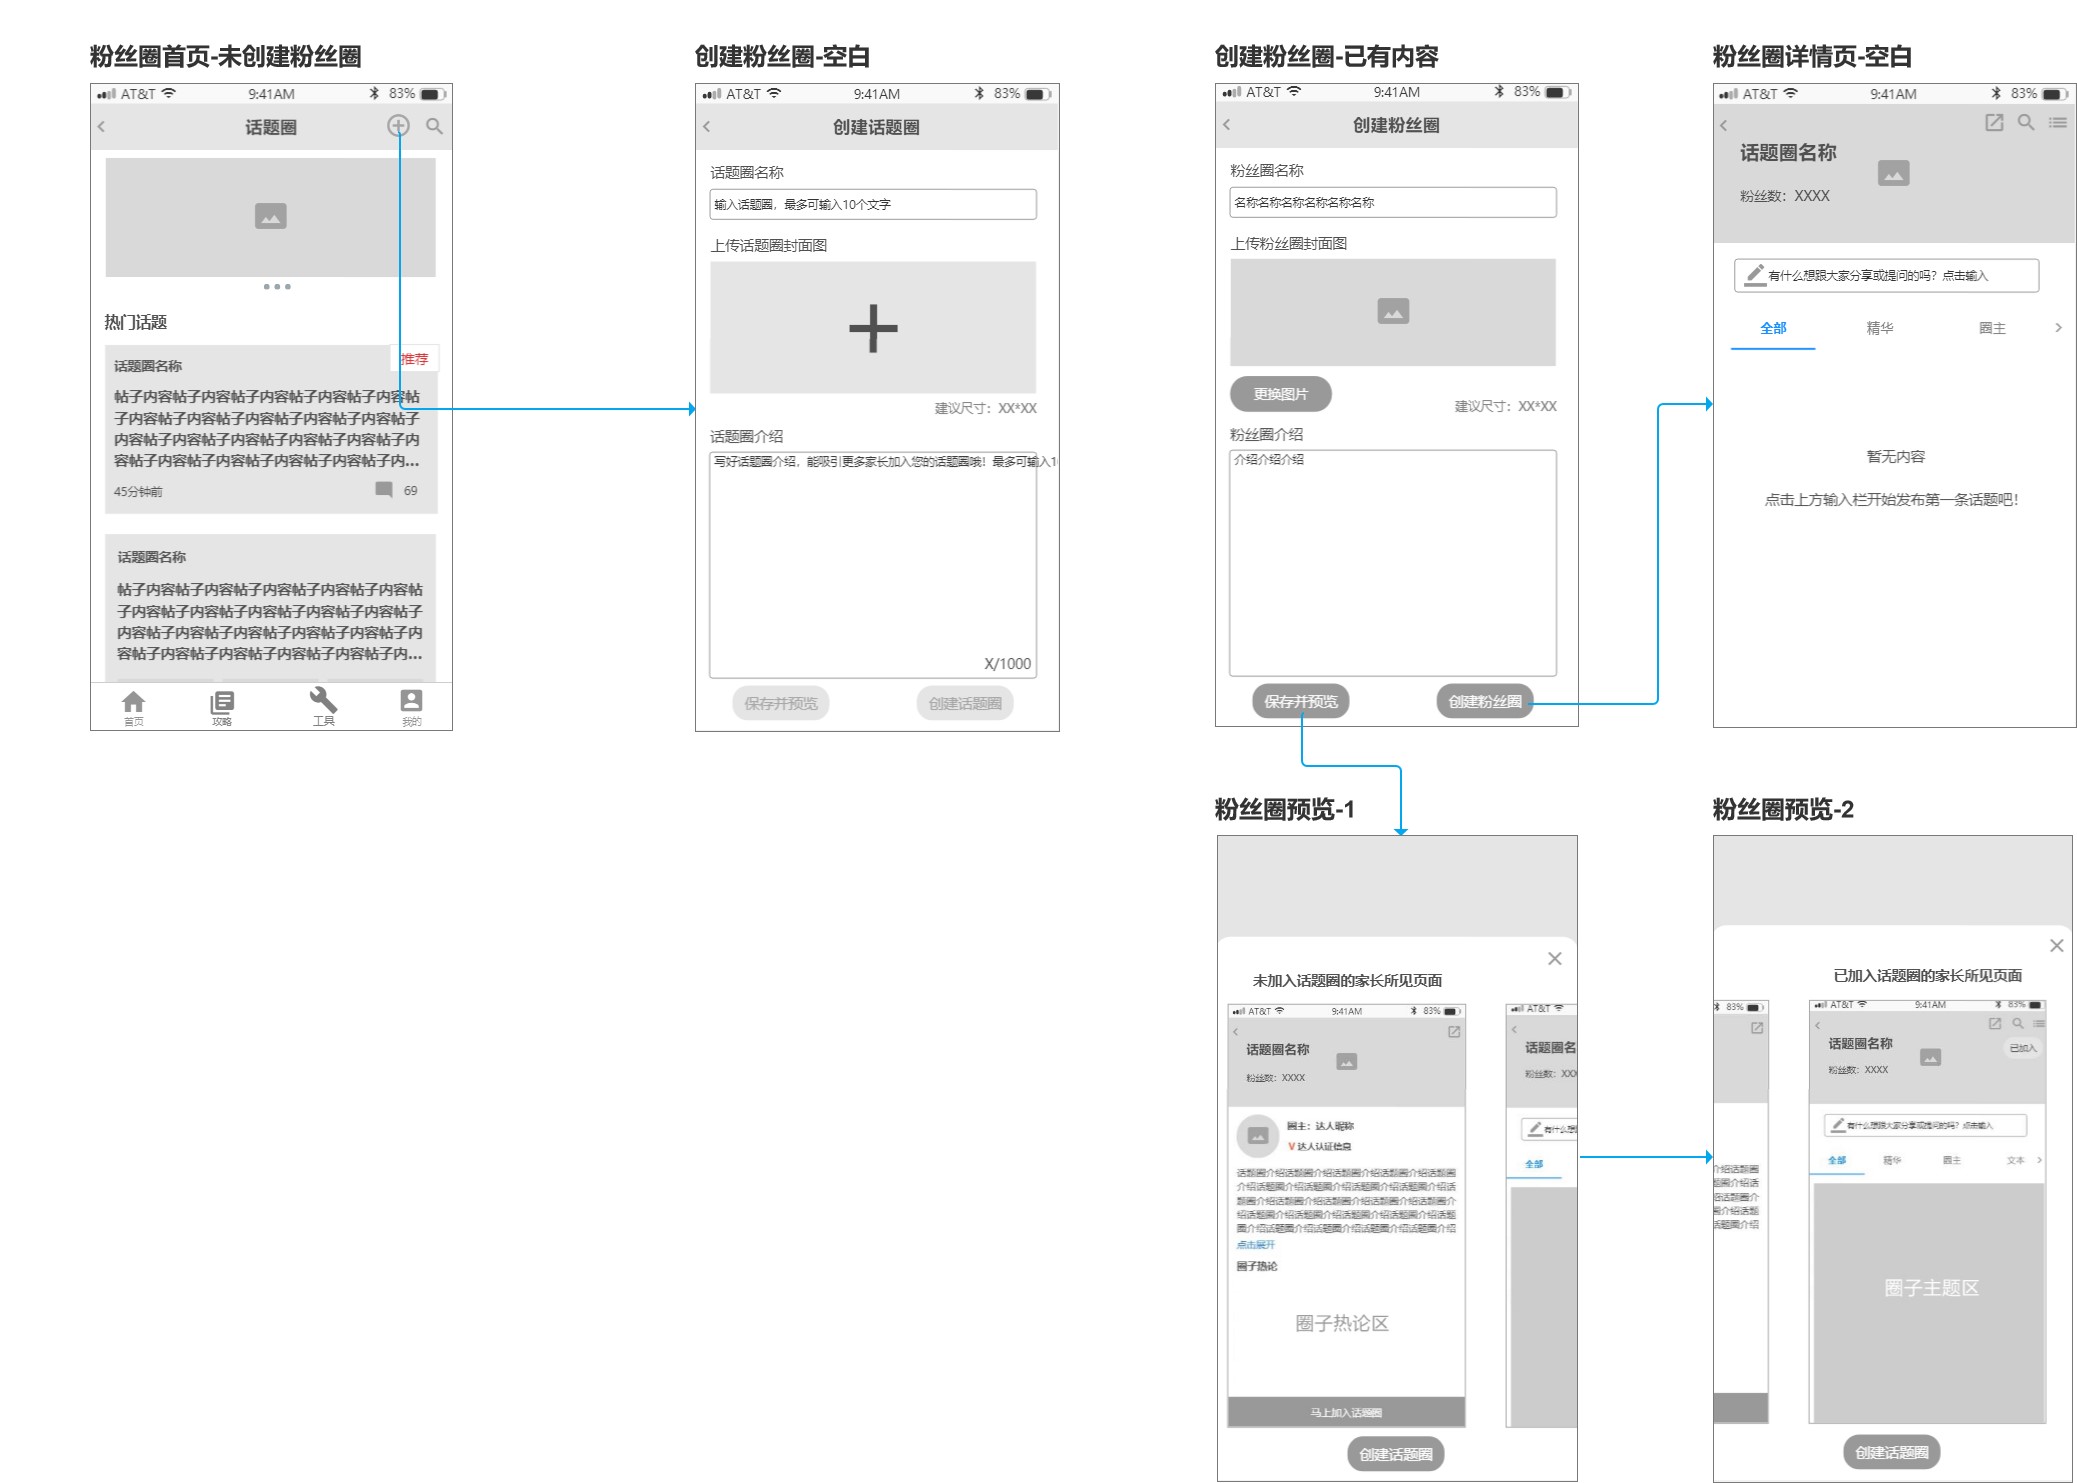 粉丝圈首页-未创建粉丝圈
AT&T
9:41AM
83%
话题圈
热门话题
推荐
话题圈名称
帖子内容帖子内容帖子内容帖子内容帖子内容帖
子内容帖子内容帖子内容帖子内容帖子内容帖子
内容帖子内容帖子内容帖子内容帖子内容帖子内
容帖子内容帖子内容帖子内容帖子内容帖子内...
45分钟前
69
话题圈名称
帖子内容帖子内容帖子内容帖子内容帖子内容帖
子内容帖子内容帖子内容帖子内容帖子内容帖子
内容帖子内容帖子内容帖子内容帖子内容帖子内
容帖子内容帖子内容帖子内容帖子内容帖子内...
首页
攻略
工具
我的
创建粉丝圈-空白
AT&T
9:41AM
83%
创建话题圈
话题圈名称
输入话题圈，最多可输入10个文字
上传话题圈封面图
建议尺寸：XX*XX
话题圈介绍
写好话题圈介绍，能吸引更多家长加入您的话题圈哦！最多可输入1
X/1000
保存并预览
创建话题圈
创建粉丝圈-已有内容
AT&T
9:41AM
83%
创建粉丝圈
粉丝圈名称
名称名称名称名称名称名称
上传粉丝圈封面图
更换图片
建议尺寸：XX*XX
粉丝圈介绍
介绍介绍介绍
保存并预览
创建粉丝圈
粉丝圈详情页-空白
AT&T
9:41AM
83%
话题圈名称
粉丝数：XXXX
有什么想跟大家分享或提问的吗？点击输入
全部
精华
圈主
暂无内容
点击上方输入栏开始发布第一条话题吧！
粉丝圈预览-1
未加入话题圈的家长所见页面
AT&T
9:41AM
83%
话题圈名称
粉丝数：XXXX
圈主：达人昵称
V 达人认证信息
话题圈介绍话题圈介绍话题圈介绍话题圈介绍话题圈
介绍话题圈介绍话题圈介绍话题圈介绍话题圈介绍话
题圈介绍话题圈介绍话题圈介绍话题圈介绍话题圈介
绍话题圈介绍话题圈介绍话题圈介绍话题圈介绍话题
圈介绍话题圈介绍话题圈介绍话题圈介绍话题圈介绍
点击展开
圈子热论
圈子热论区
马上加入话题圈
AT&T
话题圈名
粉丝数：XXX
有什么想
全部
创建话题圈
粉丝圈预览-2
已加入话题圈的家长所见页面
83%
介绍话题圈
题圈介绍话
绍话题圈介
圈介绍话题
话题圈介绍
AT&T
9:41AM
83%
话题圈名称
已加入
粉丝数：XXXX
有什么想跟大家分享或提问的吗？点击输入
全部
精华
圈主
文本
圈子主题区
创建话题圈